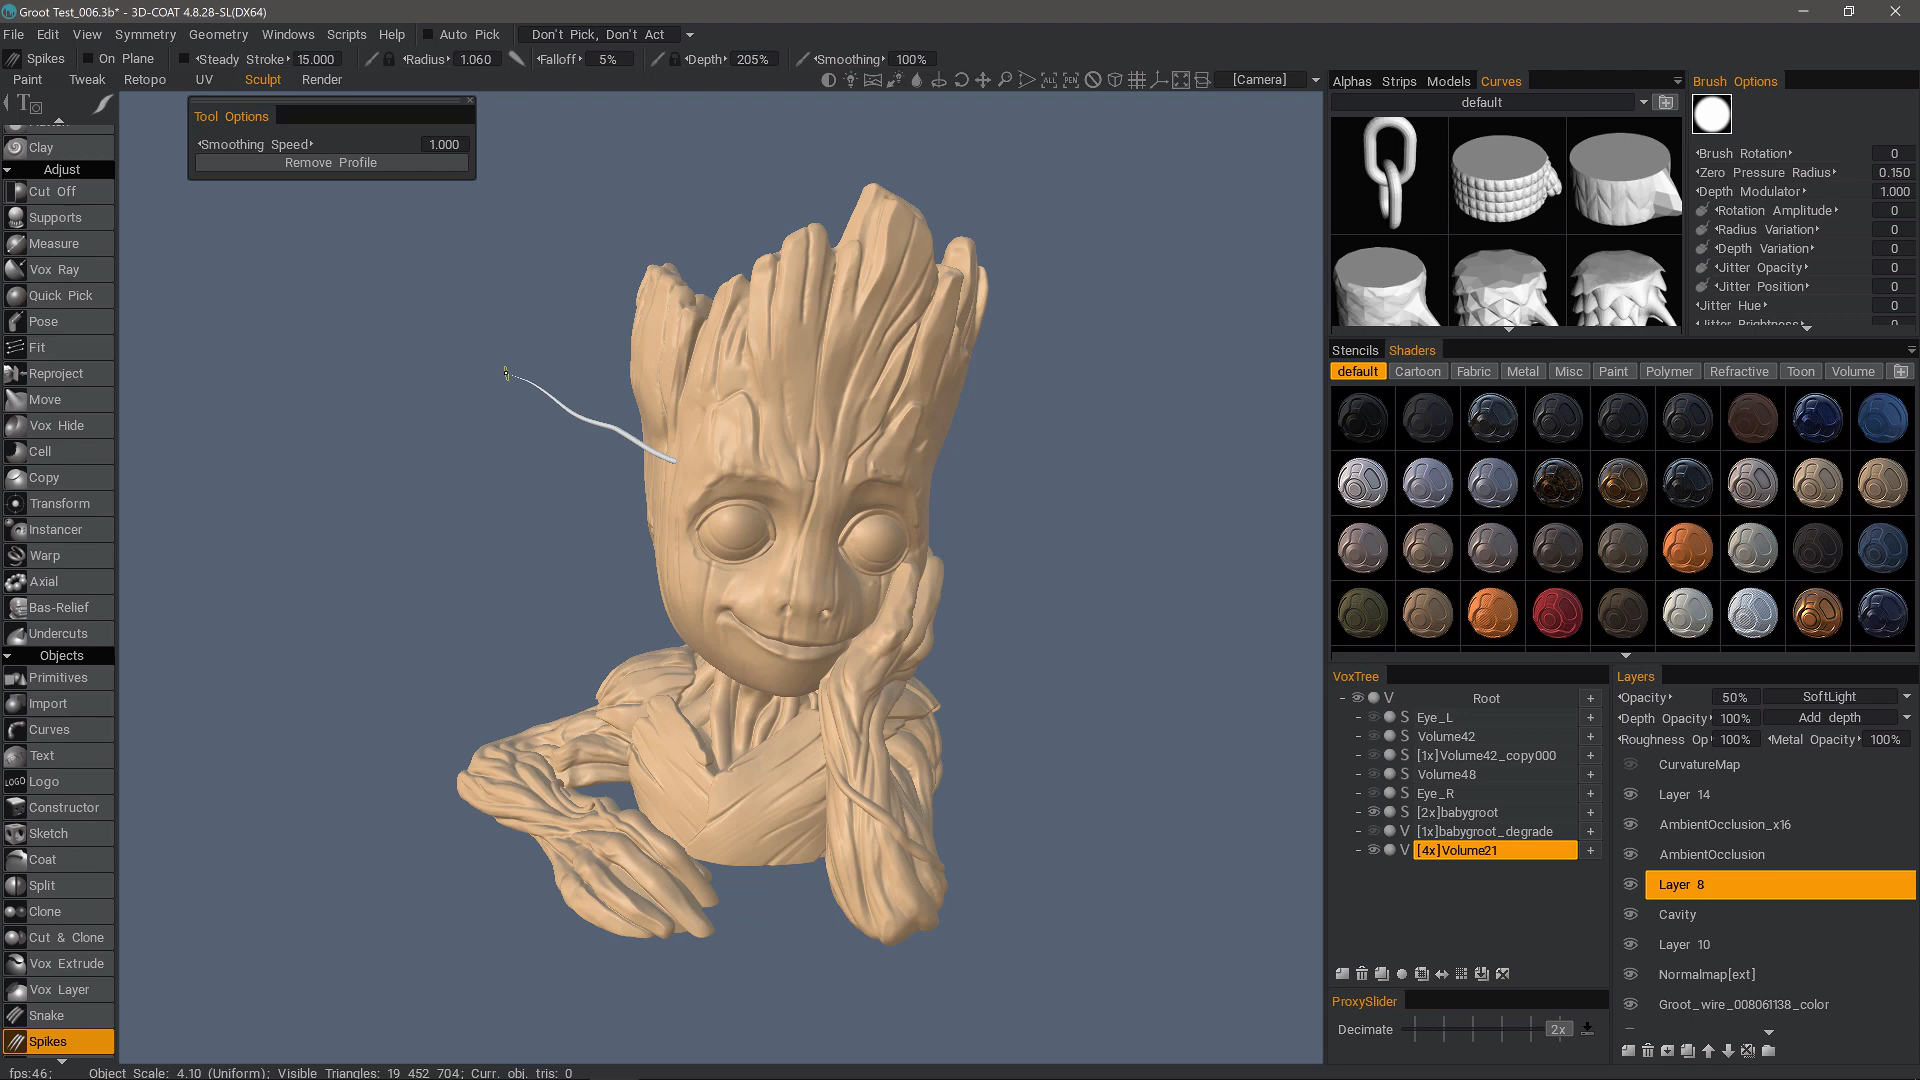 Groot Test_006.3b* - 3D-COAT 4.8.28-SL(DX64)
File Edit View Symmetry Geometry Windows Scripts Help Auto Pick Don't Pick, Don't Act
Spikes On Plane Steady Stroke 15.000 Radius 1.060 Falloff 5% Depth 205% Smoothing 100%
Paint Tweak Retopo UV Sculpt Render [Camera]
Tool Options
Smoothing Speed 1.000
Remove Profile
Clay
Adjust
Cut Off
Supports
Measure
Vox Ray
Quick Pick
Pose
Fit
Reproject
Move
Vox Hide
Cell
Copy
Transform
Instancer
Warp
Axial
Bas-Relief
Undercuts
Objects
Primitives
Import
Curves
Text
LOGO Logo
Constructor
Sketch
Coat
Split
Clone
Cut & Clone
Vox Extrude
Vox Layer
Snake
Spikes
Alphas Strips Models Curves
default
Brush Options
Brush Rotation 0
Zero Pressure Radius 0.150
Depth Modulator 1.000
Rotation Amplitude 0
Radius Variation 0
Depth Variation 0
Jitter Opacity 0
Jitter Position 0
Jitter Hue 0
Jitter Brightness 0
Stencils Shaders
default Cartoon Fabric Metal Misc Paint Polymer Refractive Toon Volume
VoxTree
V Root +
S Eye_L +
S Volume42 +
S [1x]Volume42_copy000 +
S Volume48 +
S Eye_R +
S [2x]babygroot +
V [1x]babygroot_degrade +
V [4x]Volume21 +
ProxySlider
Decimate 2x
Layers
Opacity 50% SoftLight
Depth Opacity 100% Add depth
Roughness Op 100% Metal Opacity 100%
CurvatureMap
Layer 14
AmbientOcclusion_x16
AmbientOcclusion
Layer 8
Cavity
Layer 10
Normalmap[ext]
Groot_wire_008061138_color
fps:46; Object Scale: 4.10 (Uniform); Visible Triangles: 19 452 704; Curr. obj. tris: 0